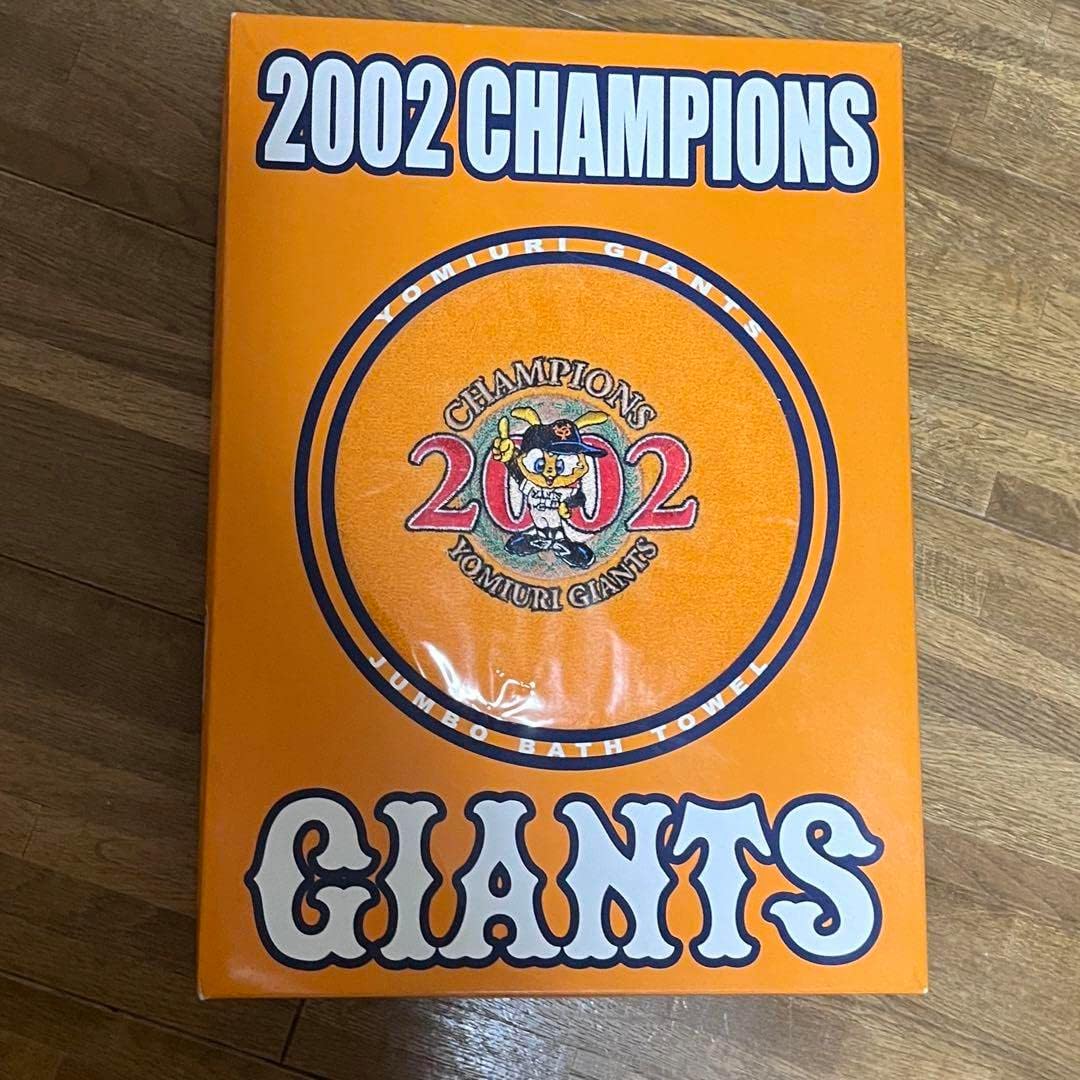 2002 CHAMPIONS
YOMIURI GIANTS
CHAMPIONS
2002
YOMIURI GIANTS
JUMBO BATH TOWEL
GIANTS